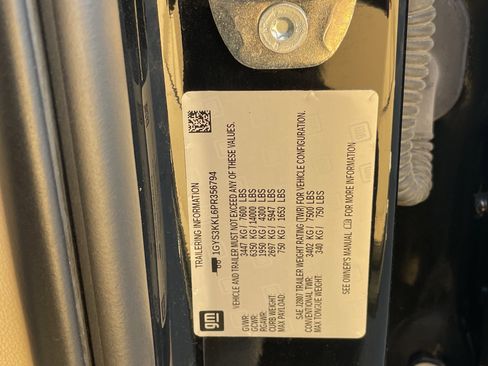 TRAILERING INFORMATION
1GYS3KKL6PR356794
VEHICLE AND TRAILER MUST NOT EXCEED ANY OF THESE VALUES.
GVWR: 3447 KG / 7600 LBS
GCWR: 6350 KG / 14000 LBS
RGAWR: 1950 KG / 4300 LBS
CURB WEIGHT: 2697 KG / 5947 LBS
MAX PAYLOAD: 750 KG / 1653 LBS
SAE J2807 TRAILER WEIGHT RATING (TWR) FOR VEHICLE CONFIGURATION.
CONVENTIONAL TWR: 3402 KG / 7500 LBS
MAX TONGUE WEIGHT: 340 KG / 750 LBS
SEE OWNER'S MANUAL FOR MORE INFORMATION
gm